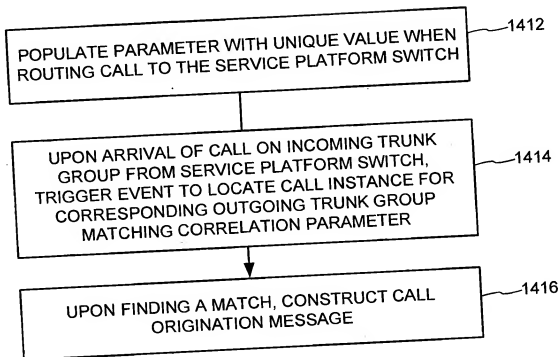 POPULATE PARAMETER WITH UNIQUE VALUE WHEN
ROUTING CALL TO THE SERVICE PLATFORM SWITCH
1412
UPON ARRIVAL OF CALL ON INCOMING TRUNK
GROUP FROM SERVICE PLATFORM SWITCH,
TRIGGER EVENT TO LOCATE CALL INSTANCE FOR
CORRESPONDING OUTGOING TRUNK GROUP
MATCHING CORRELATION PARAMETER
1414
UPON FINDING A MATCH, CONSTRUCT CALL
ORIGINATION MESSAGE
1416